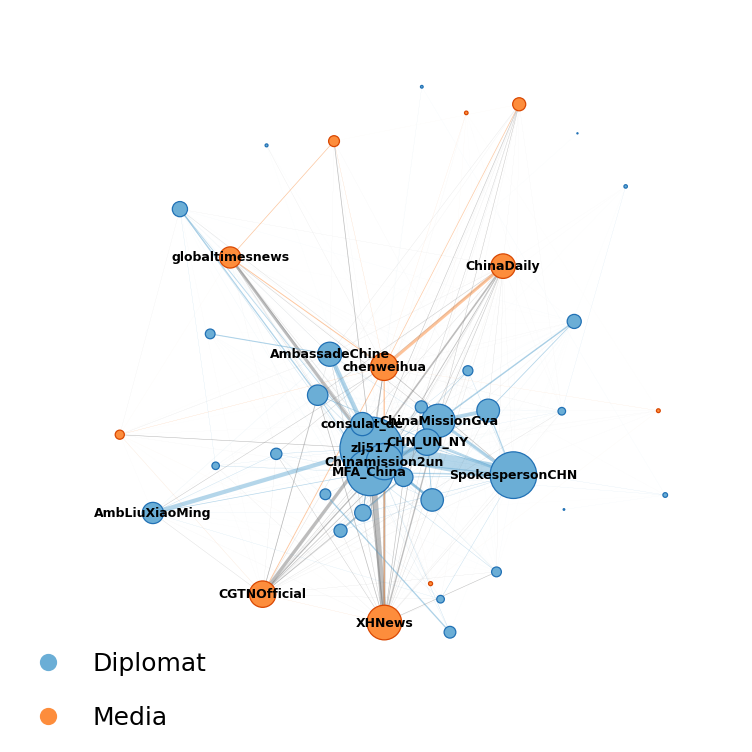 globaltimesnews
ChinaDaily
AmbassadeChine
chenweihua
consulat_de
ChinaMissionGva
CHN_UN_NY
zlj517
Chinamission2un
MFA_China
SpokespersonCHN
AmbLiuXiaoMing
CGTNOfficial
XHNews
Diplomat
Media